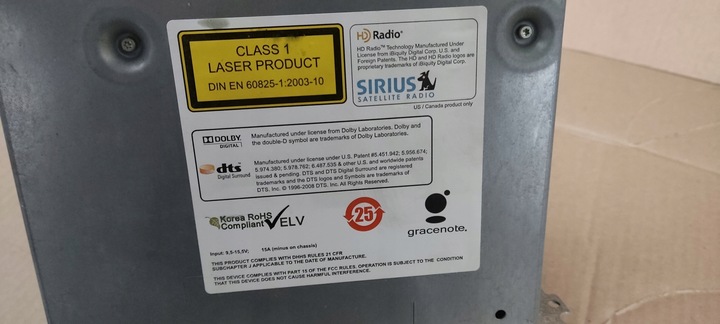 CLASS 1
LASER PRODUCT
DIN EN 60825-1:2003-10
HD Radio®
HD Radio™ Technology Manufactured Under
License from iBiquity Digital Corp. U.S. and
Foreign Patents. The HD and HD Radio logos are
proprietary trademarks of iBiquity Digital Corp.
SIRIUS
SATELLITE RADIO
US / Canada product only
DOLBY
DIGITAL
Manufactured under license from Dolby Laboratories. Dolby and
the double-D symbol are trademarks of Dolby Laboratories.
dts
Digital Surround
Manufactured under license under U.S. Patent #5.451.942; 5.956.674;
5.974.380; 5.978.762; 6.487.535 & other U.S. and worldwide patents
issued & pending. DTS and DTS Digital Surround are registered
trademarks and the DTS logos and Symbols are trademarks of
DTS, Inc. © 1996-2008 DTS, Inc. All Rights Reserved.
Korea RoHS
Compliant
ELV
25
gracenote.
Input: 9,5-15,5V; 15A (minus on chassis)
THIS PRODUCT COMPLIES WITH DHHS RULES 21 CFR
SUBCHAPTER J APPLICABLE TO THE DATE OF MANUFACTURE.
THIS DEVICE COMPLIES WITH PART 15 OF THE FCC RULES. OPERATION IS SUBJECT TO THE CONDITION
THAT THIS DEVICE DOES NOT CAUSE HARMFUL INTERFERENCE.